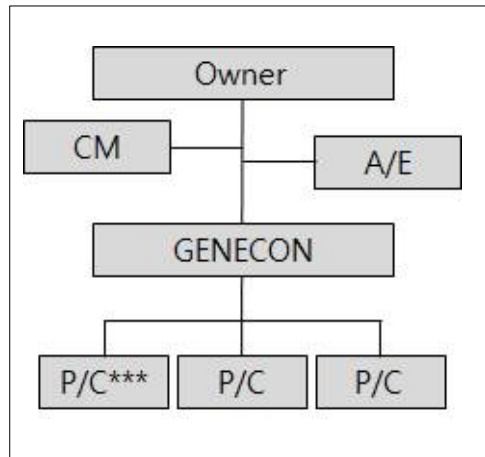 Owner
CM
A/E
GENECON
P/C***
P/C
P/C